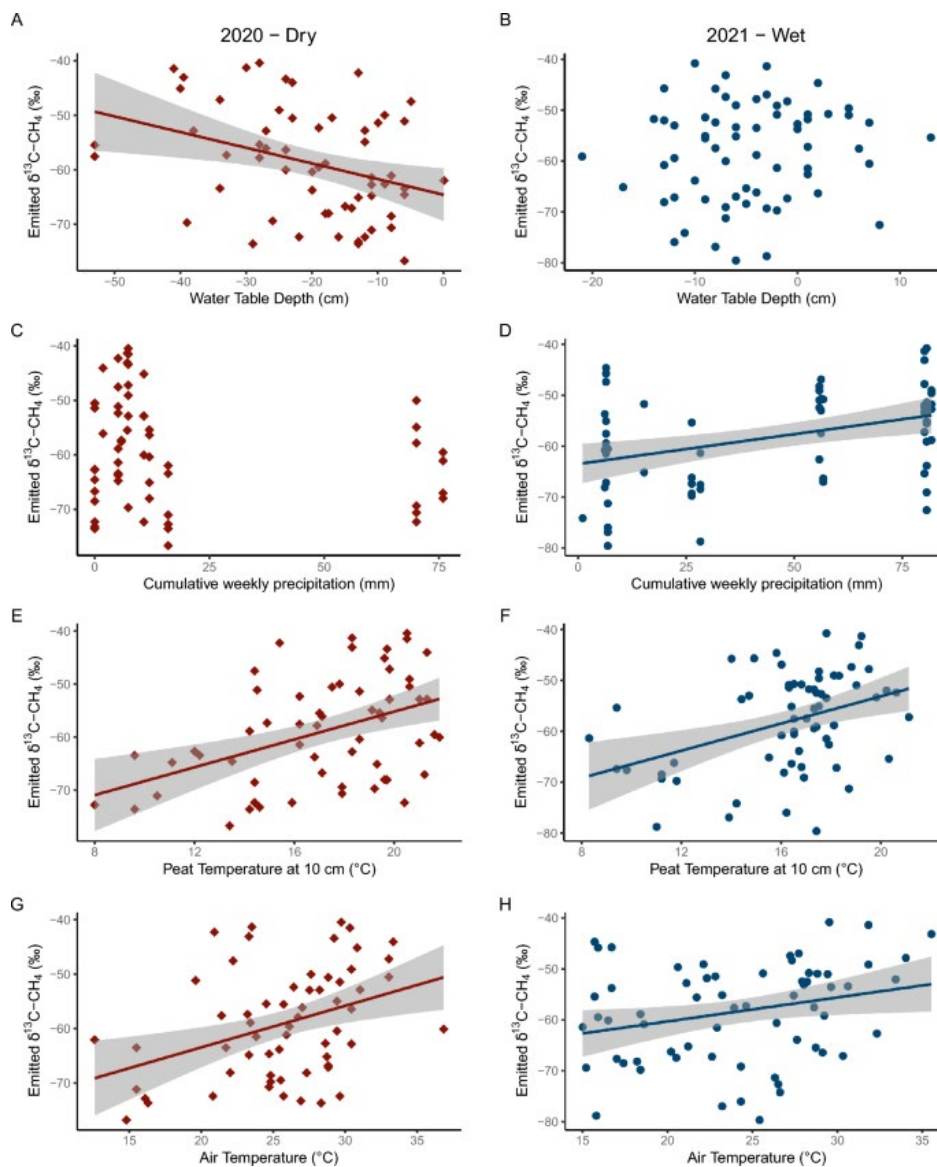 A
2020 – Dry
B
2021 – Wet
Emitted δ¹³C−CH₄ (‰)
−40
−50
−60
−70
−50
−40
−30
−20
−10
0
Water Table Depth (cm)
Emitted δ¹³C−CH₄ (‰)
−40
−50
−60
−70
−80
−20
−10
0
10
Water Table Depth (cm)
C
D
Emitted δ¹³C−CH₄ (‰)
−40
−50
−60
−70
0
25
50
75
Cumulative weekly precipitation (mm)
Emitted δ¹³C−CH₄ (‰)
−40
−50
−60
−70
−80
0
25
50
75
Cumulative weekly precipitation (mm)
E
F
Emitted δ¹³C−CH₄ (‰)
−40
−50
−60
−70
8
12
16
20
Peat Temperature at 10 cm (°C)
Emitted δ¹³C−CH₄ (‰)
−40
−50
−60
−70
−80
8
12
16
20
Peat Temperature at 10 cm (°C)
G
H
Emitted δ¹³C−CH₄ (‰)
−40
−50
−60
−70
15
20
25
30
35
Air Temperature (°C)
Emitted δ¹³C−CH₄ (‰)
−40
−50
−60
−70
−80
15
20
25
30
35
Air Temperature (°C)